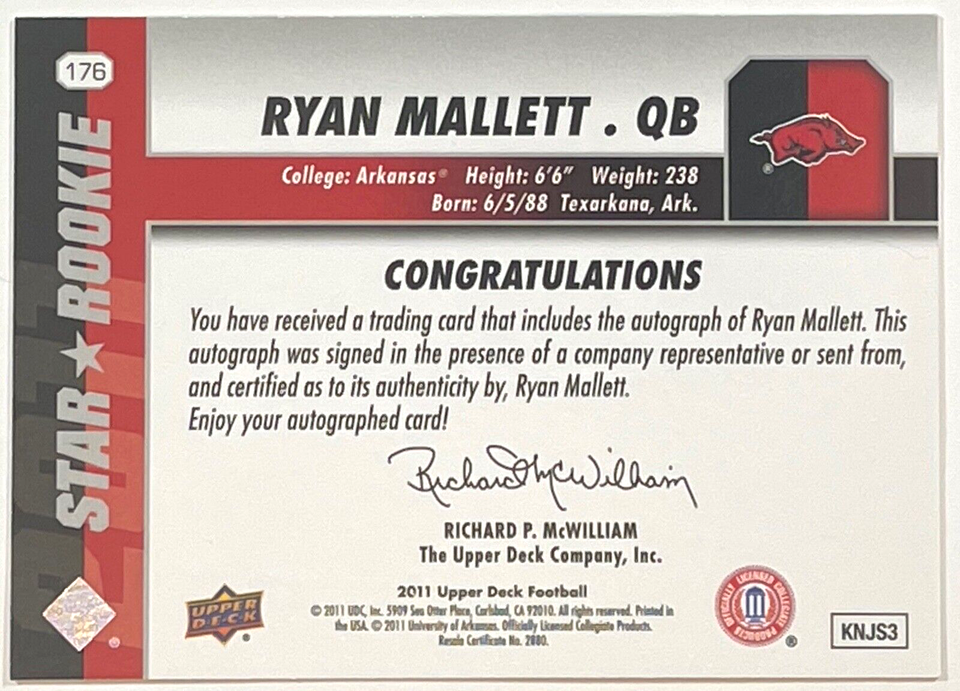 176
STAR ★ ROOKIE
RYAN MALLETT . QB
College: Arkansas® Height: 6'6" Weight: 238
Born: 6/5/88 Texarkana, Ark.
®
CONGRATULATIONS
You have received a trading card that includes the autograph of Ryan Mallett. This
autograph was signed in the presence of a company representative or sent from,
and certified as to its authenticity by, Ryan Mallett.
Enjoy your autographed card!
Richard McWilliam
RICHARD P. McWILLIAM
The Upper Deck Company, Inc.
2011 Upper Deck Football
© 2011 UDC, Inc. 5909 Sea Otter Place, Carlsbad, CA 92010. All rights reserved. Printed in
the USA. © 2011 University of Arkansas. Officially Licensed Collegiate Products.
Resale Certificate No. 2880.
UPPER
D·E·C·K
®
OFFICIALLY LICENSED COLLEGIATE PRODUCTS
®
KNJS3